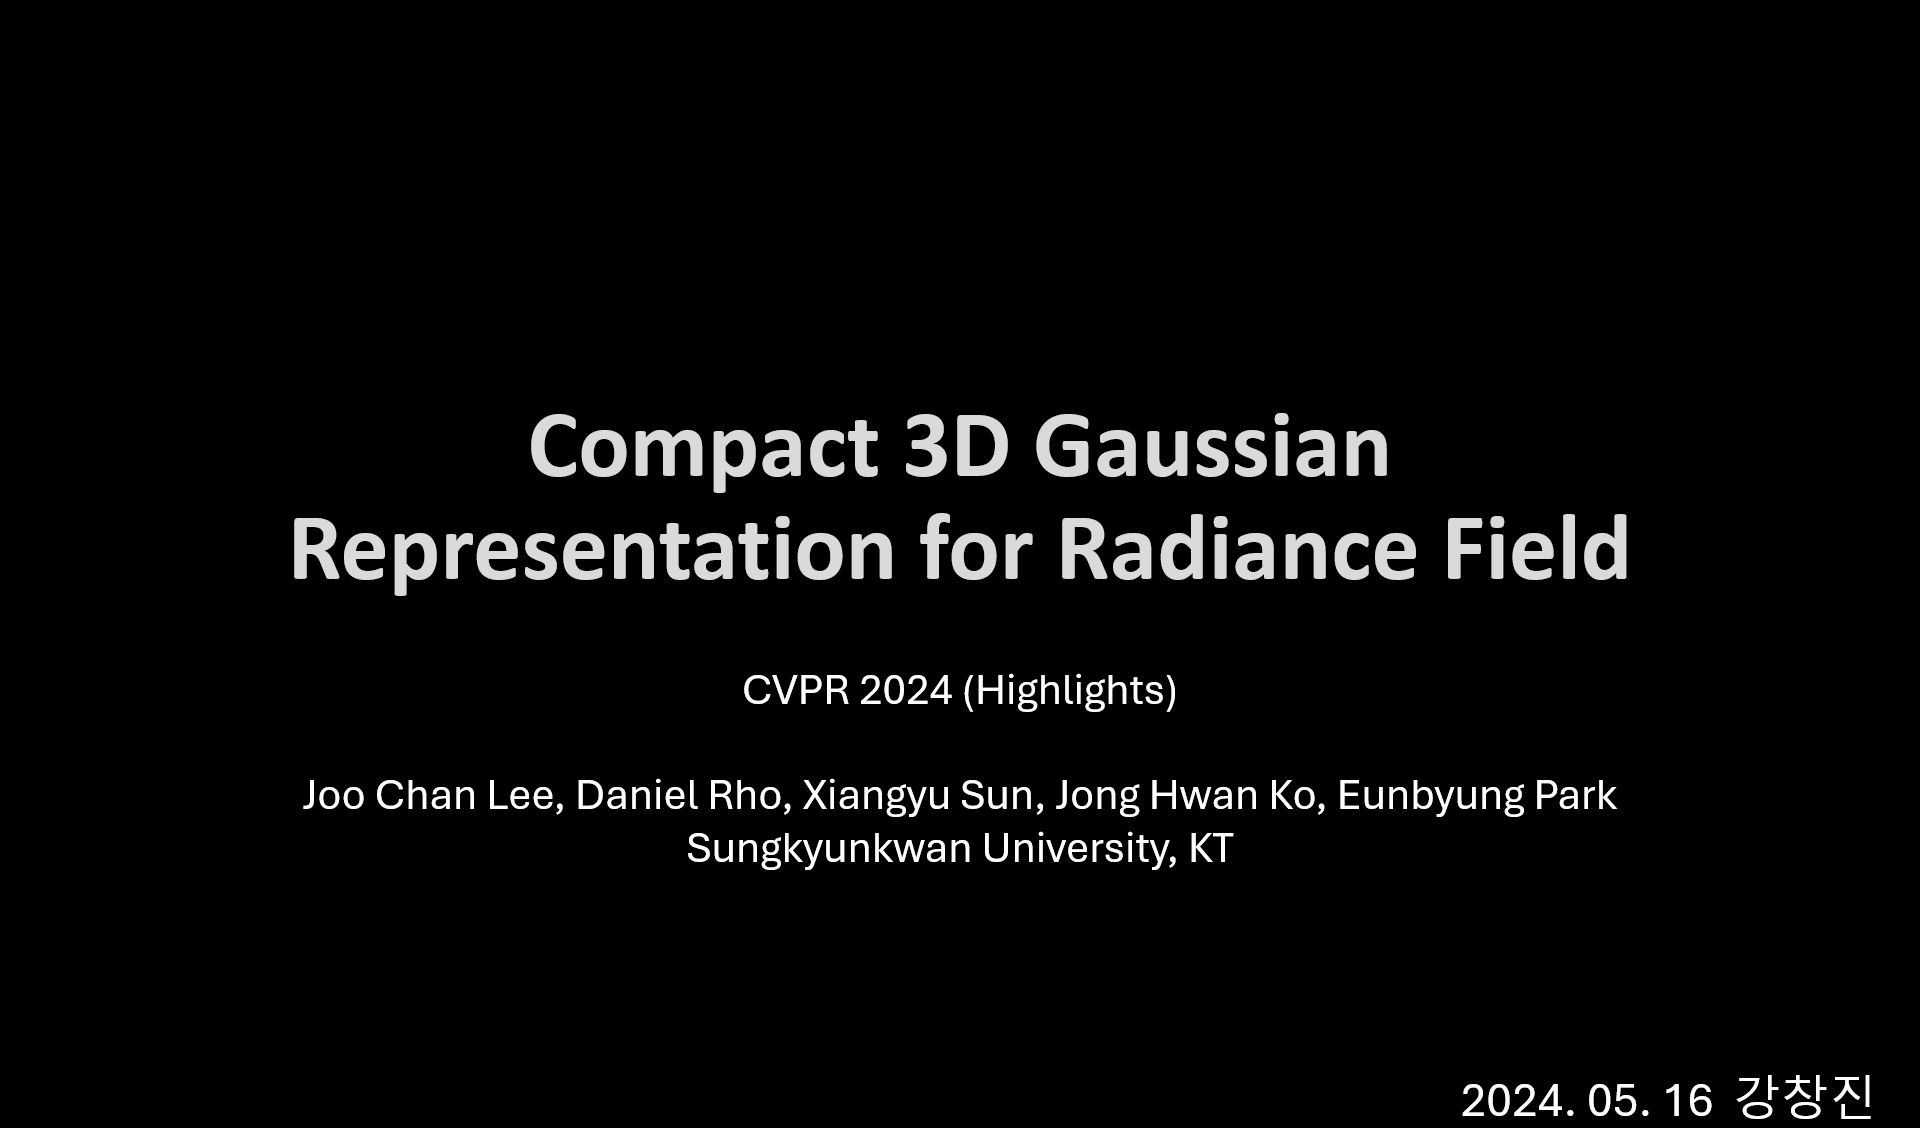 Compact 3D Gaussian
Representation for Radiance Field
CVPR 2024 (Highlights)
Joo Chan Lee, Daniel Rho, Xiangyu Sun, Jong Hwan Ko, Eunbyung Park
Sungkyunkwan University, KT
2024. 05. 16 강창진